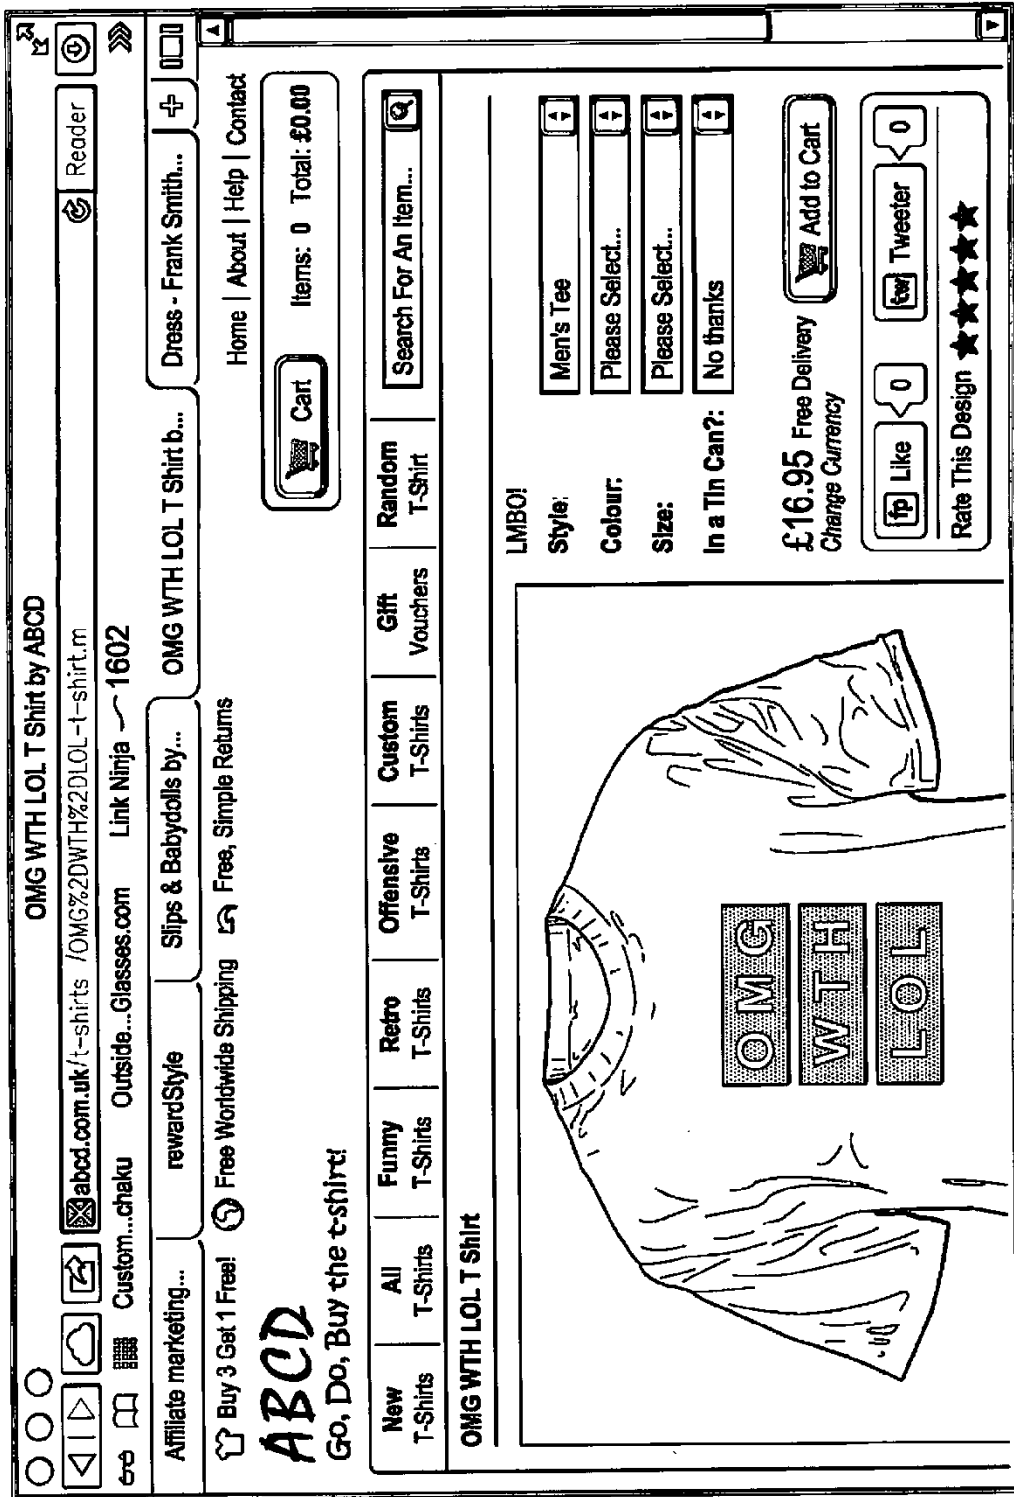 OMG WTH LOL T Shirt by ABCD
abcd.com.uk/t-shirts /OMG%2DWTH%2DLOL-t-shirt.m
Reader
Custom...chaku Outside...Glasses.com Link Ninja 1602
Affiliate marketing... rewardStyle Slips & Babydolls by... OMG WTH LOL T Shirt b... Dress - Frank Smith...
Buy 3 Get 1 Free! Free Worldwide Shipping Free, Simple Returns
Home | About | Help | Contact
ABCD
Go, Do, Buy the t-shirt!
Cart Items: 0 Total: £0.00
New T-Shirts
All T-Shirts
Funny T-Shirts
Retro T-Shirts
Offensive T-Shirts
Custom T-Shirts
Gift Vouchers
Random T-Shirt
Search For An Item...
OMG WTH LOL T Shirt
OMG
WTH
LOL
LMBO!
Style: Men's Tee
Colour: Please Select...
Size: Please Select...
In a Tin Can?: No thanks
£16.95 Free Delivery
Change Currency
Add to Cart
fp Like 0
tw Tweeter 0
Rate This Design